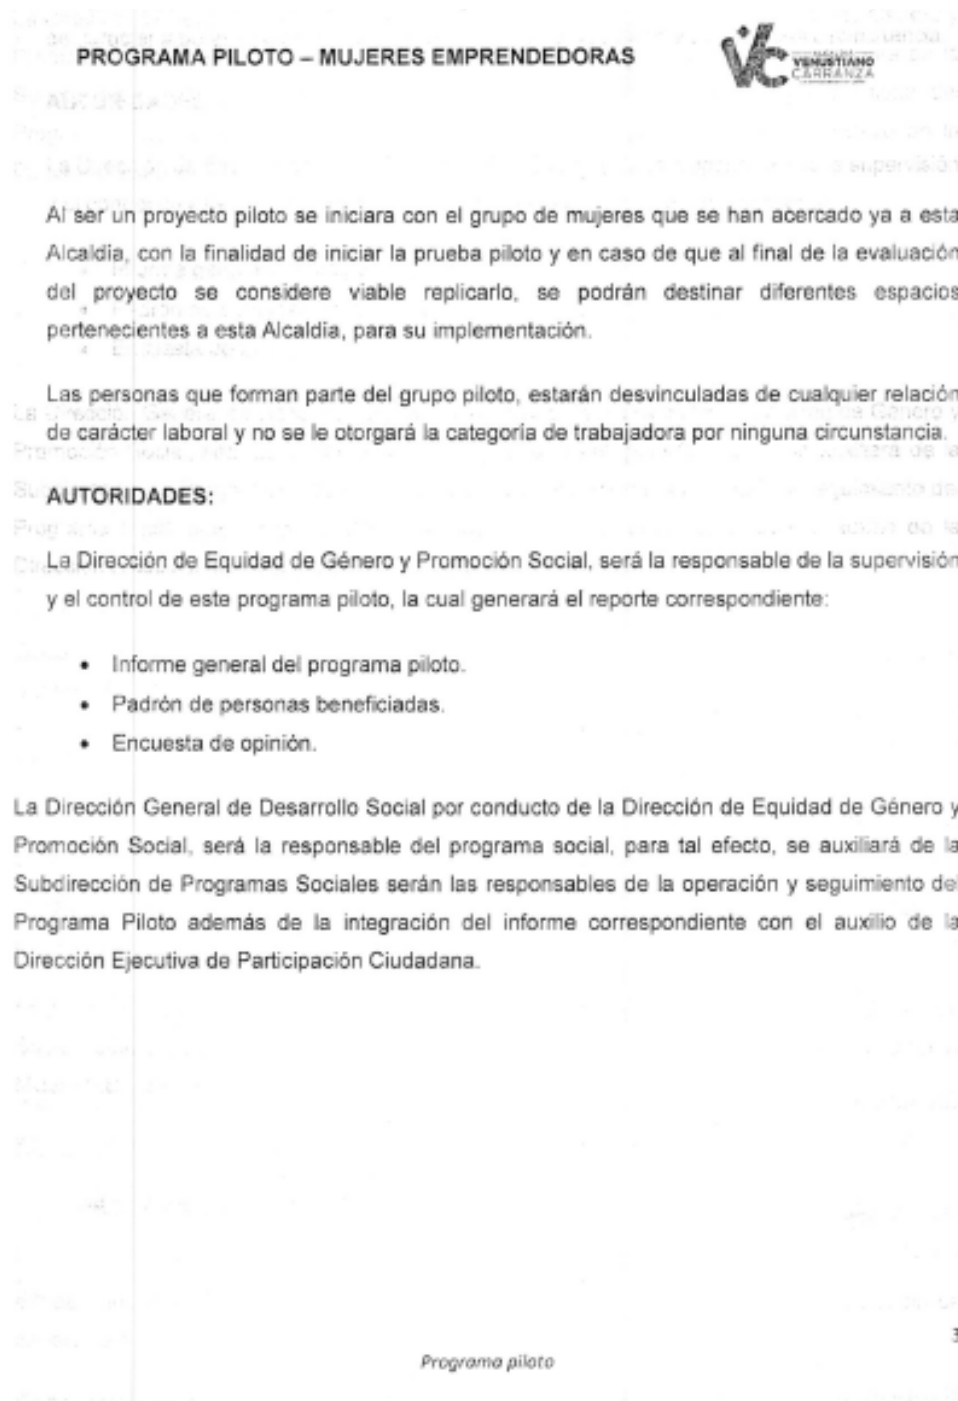 PROGRAMA PILOTO – MUJERES EMPRENDEDORAS
VC
VENUSTIANO
CARRANZA
Al ser un proyecto piloto se iniciara con el grupo de mujeres que se han acercado ya a esta
Alcaldía, con la finalidad de iniciar la prueba piloto y en caso de que al final de la evaluación
del proyecto se considere viable replicarlo, se podrán destinar diferentes espacios
pertenecientes a esta Alcaldía, para su implementación.
Las personas que forman parte del grupo piloto, estarán desvinculadas de cualquier relación
de carácter laboral y no se le otorgará la categoría de trabajadora por ninguna circunstancia.
AUTORIDADES:
La Dirección de Equidad de Género y Promoción Social, será la responsable de la supervisión
y el control de este programa piloto, la cual generará el reporte correspondiente:
• Informe general del programa piloto.
• Padrón de personas beneficiadas.
• Encuesta de opinión.
La Dirección General de Desarrollo Social por conducto de la Dirección de Equidad de Género y
Promoción Social, será la responsable del programa social, para tal efecto, se auxiliará de la
Subdirección de Programas Sociales serán las responsables de la operación y seguimiento del
Programa Piloto además de la integración del informe correspondiente con el auxilio de la
Dirección Ejecutiva de Participación Ciudadana.
3
Programa piloto